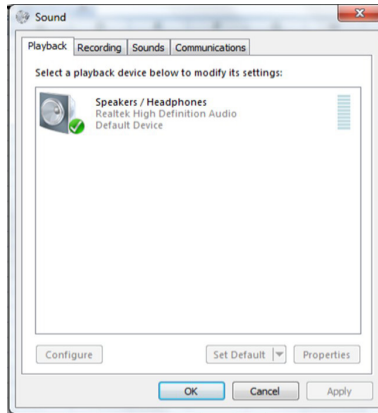 Sound
Playback Recording Sounds Communications
Select a playback device below to modify its settings:
Speakers / Headphones
Realtek High Definition Audio
Default Device
Configure Set Default Properties
OK Cancel Apply